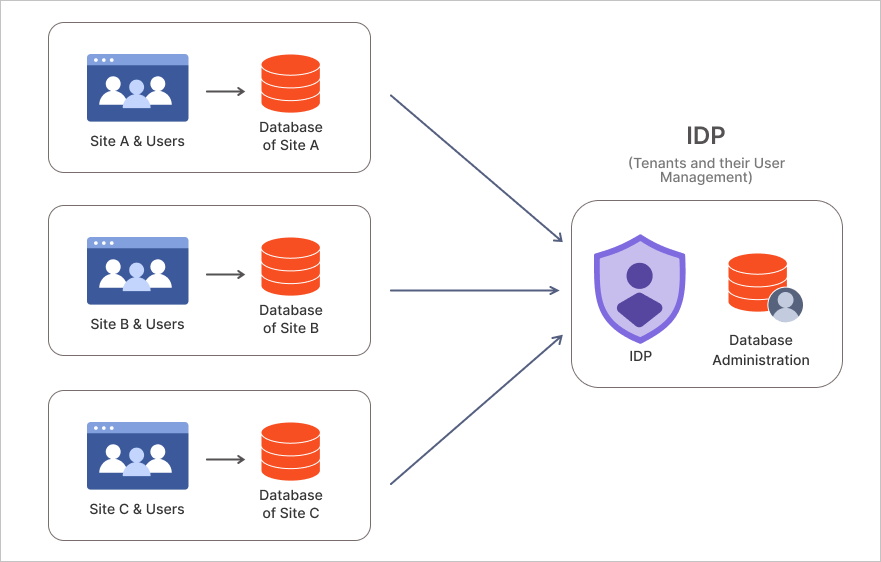 Site A & Users
Database
of Site A
Site B & Users
Database
of Site B
Site C & Users
Database
of Site C
IDP
(Tenants and their User
Management)
IDP
Database
Administration